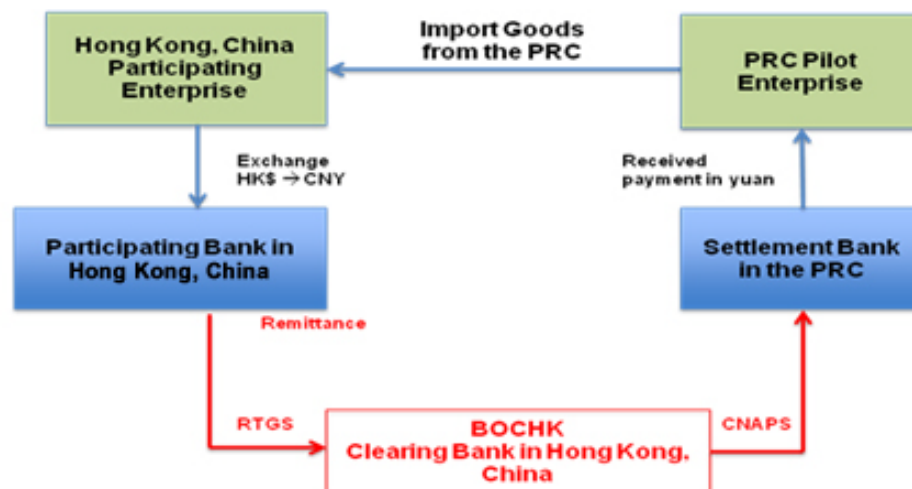 Hong Kong, China
Participating
Enterprise
Import Goods
from the PRC
PRC Pilot
Enterprise
Exchange
HK$ → CNY
Received
payment in yuan
Participating Bank in
Hong Kong, China
Settlement Bank
in the PRC
Remittance
RTGS
BOCHK
Clearing Bank in Hong Kong,
China
CNAPS